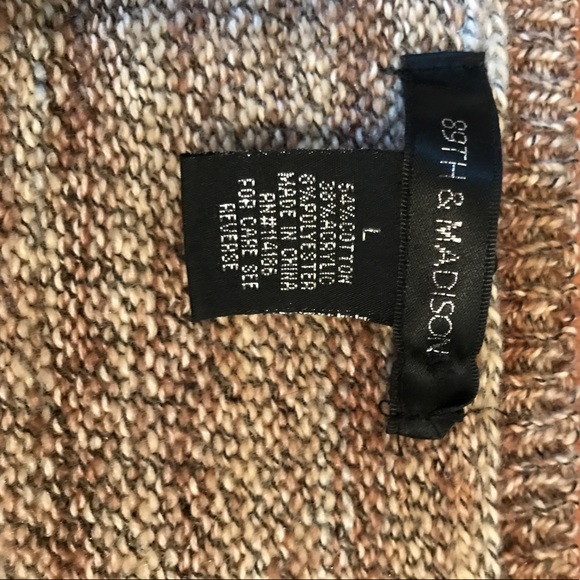 89TH & MADISON
L
54%COTTON
38%ACRYLIC
8%POLYESTER
MADE IN CHINA
RN#114186
FOR CARE SEE
REVERSE